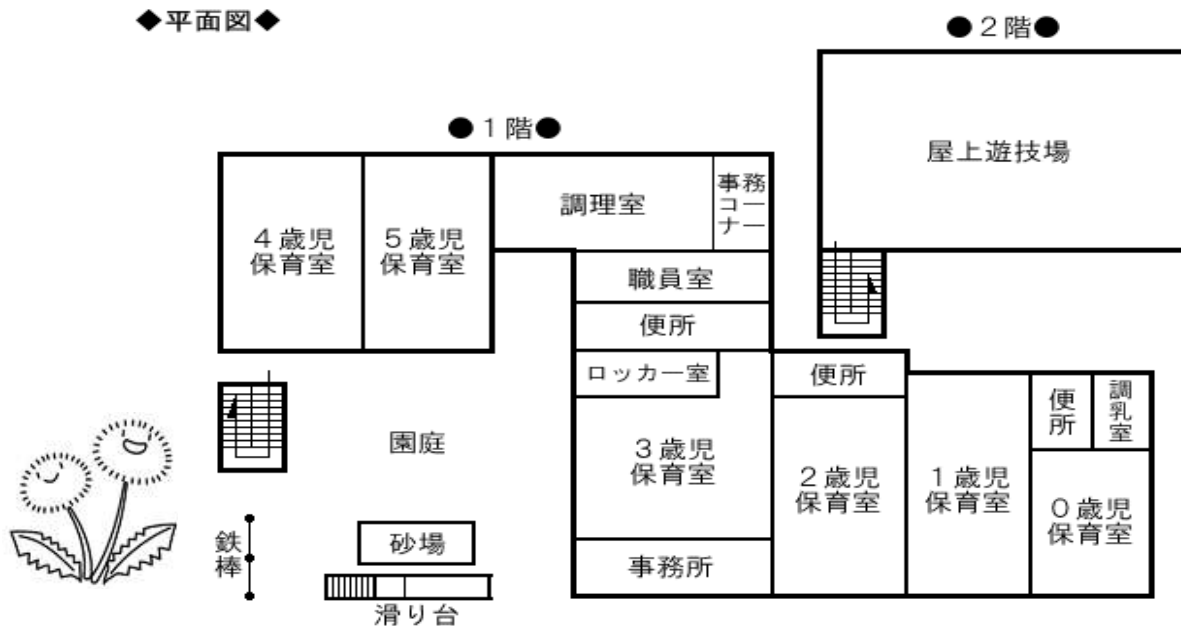 ◆平面図◆
●２階●
屋上遊技場
●１階●
４歳児
保育室
５歳児
保育室
調理室
事務
コーナー
職員室
便所
ロッカー室
３歳児
保育室
事務所
便所
２歳児
保育室
１歳児
保育室
便所
調乳室
０歳児
保育室
園庭
鉄棒
砂場
滑り台